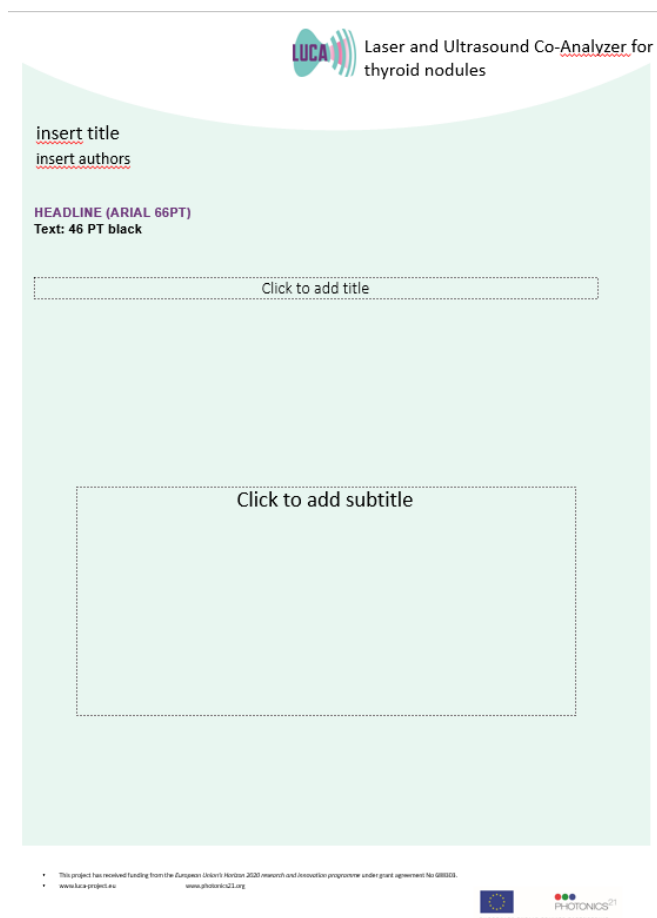 LUCA
Laser and Ultrasound Co-Analyzer for
thyroid nodules
insert title
insert authors
HEADLINE (ARIAL 66PT)
Text: 46 PT black
Click to add title
Click to add subtitle
• This project has received funding from the European Union's Horizon 2020 research and innovation programme under grant agreement No 688303.
• www.luca-project.eu www.photonics21.org
PHOTONICS21